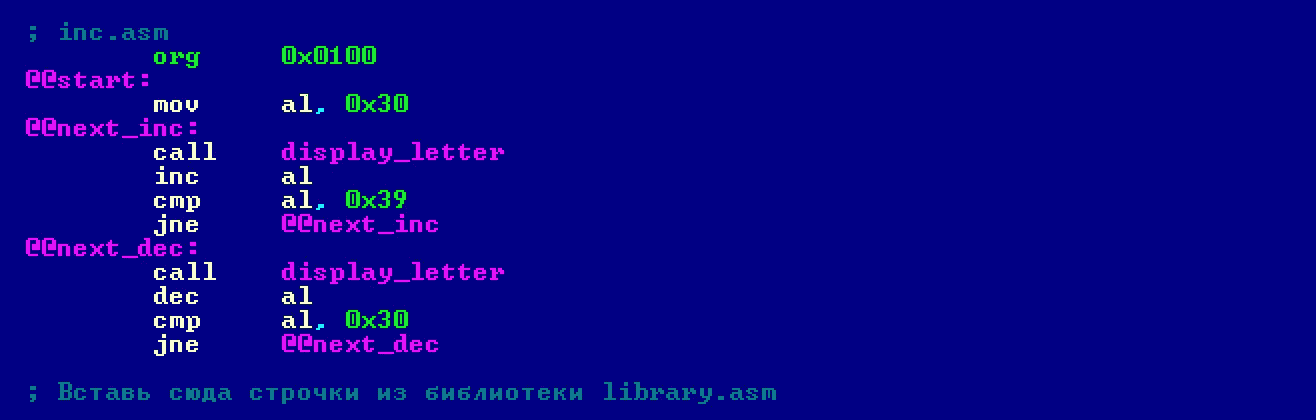 ; inc.asm
org 0x0100
@@start:
mov al, 0x30
@@next_inc:
call display_letter
inc al
cmp al, 0x39
jne @@next_inc
@@next_dec:
call display_letter
dec al
cmp al, 0x30
jne @@next_dec
; Вставь сюда строчки из библиотеки library.asm